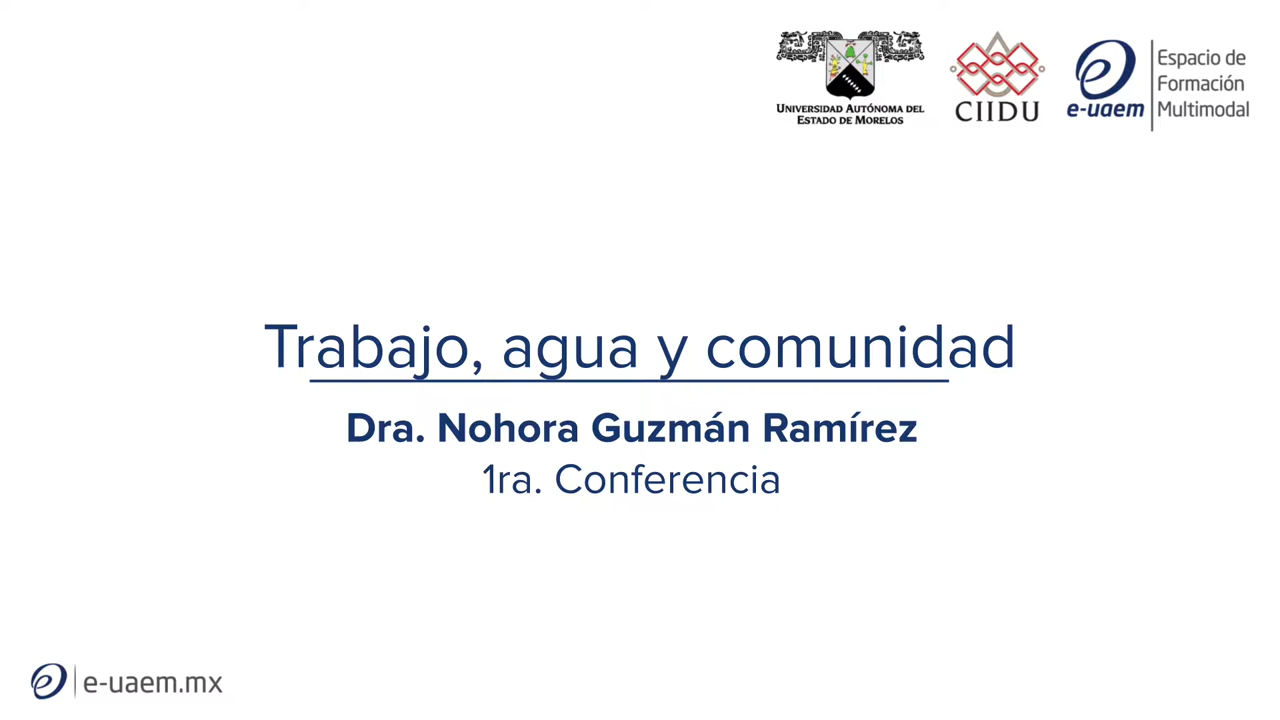 UNIVERSIDAD AUTÓNOMA DEL
ESTADO DE MORELOS
CIIDU
e-uaem
Espacio de
Formación
Multimodal
Trabajo, agua y comunidad
Dra. Nohora Guzmán Ramírez
1ra. Conferencia
e-uaem.mx